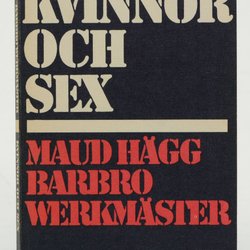 KVINNOR
OCH
SEX
MAUD HÄGG
BARBRO
WERKMÄSTER